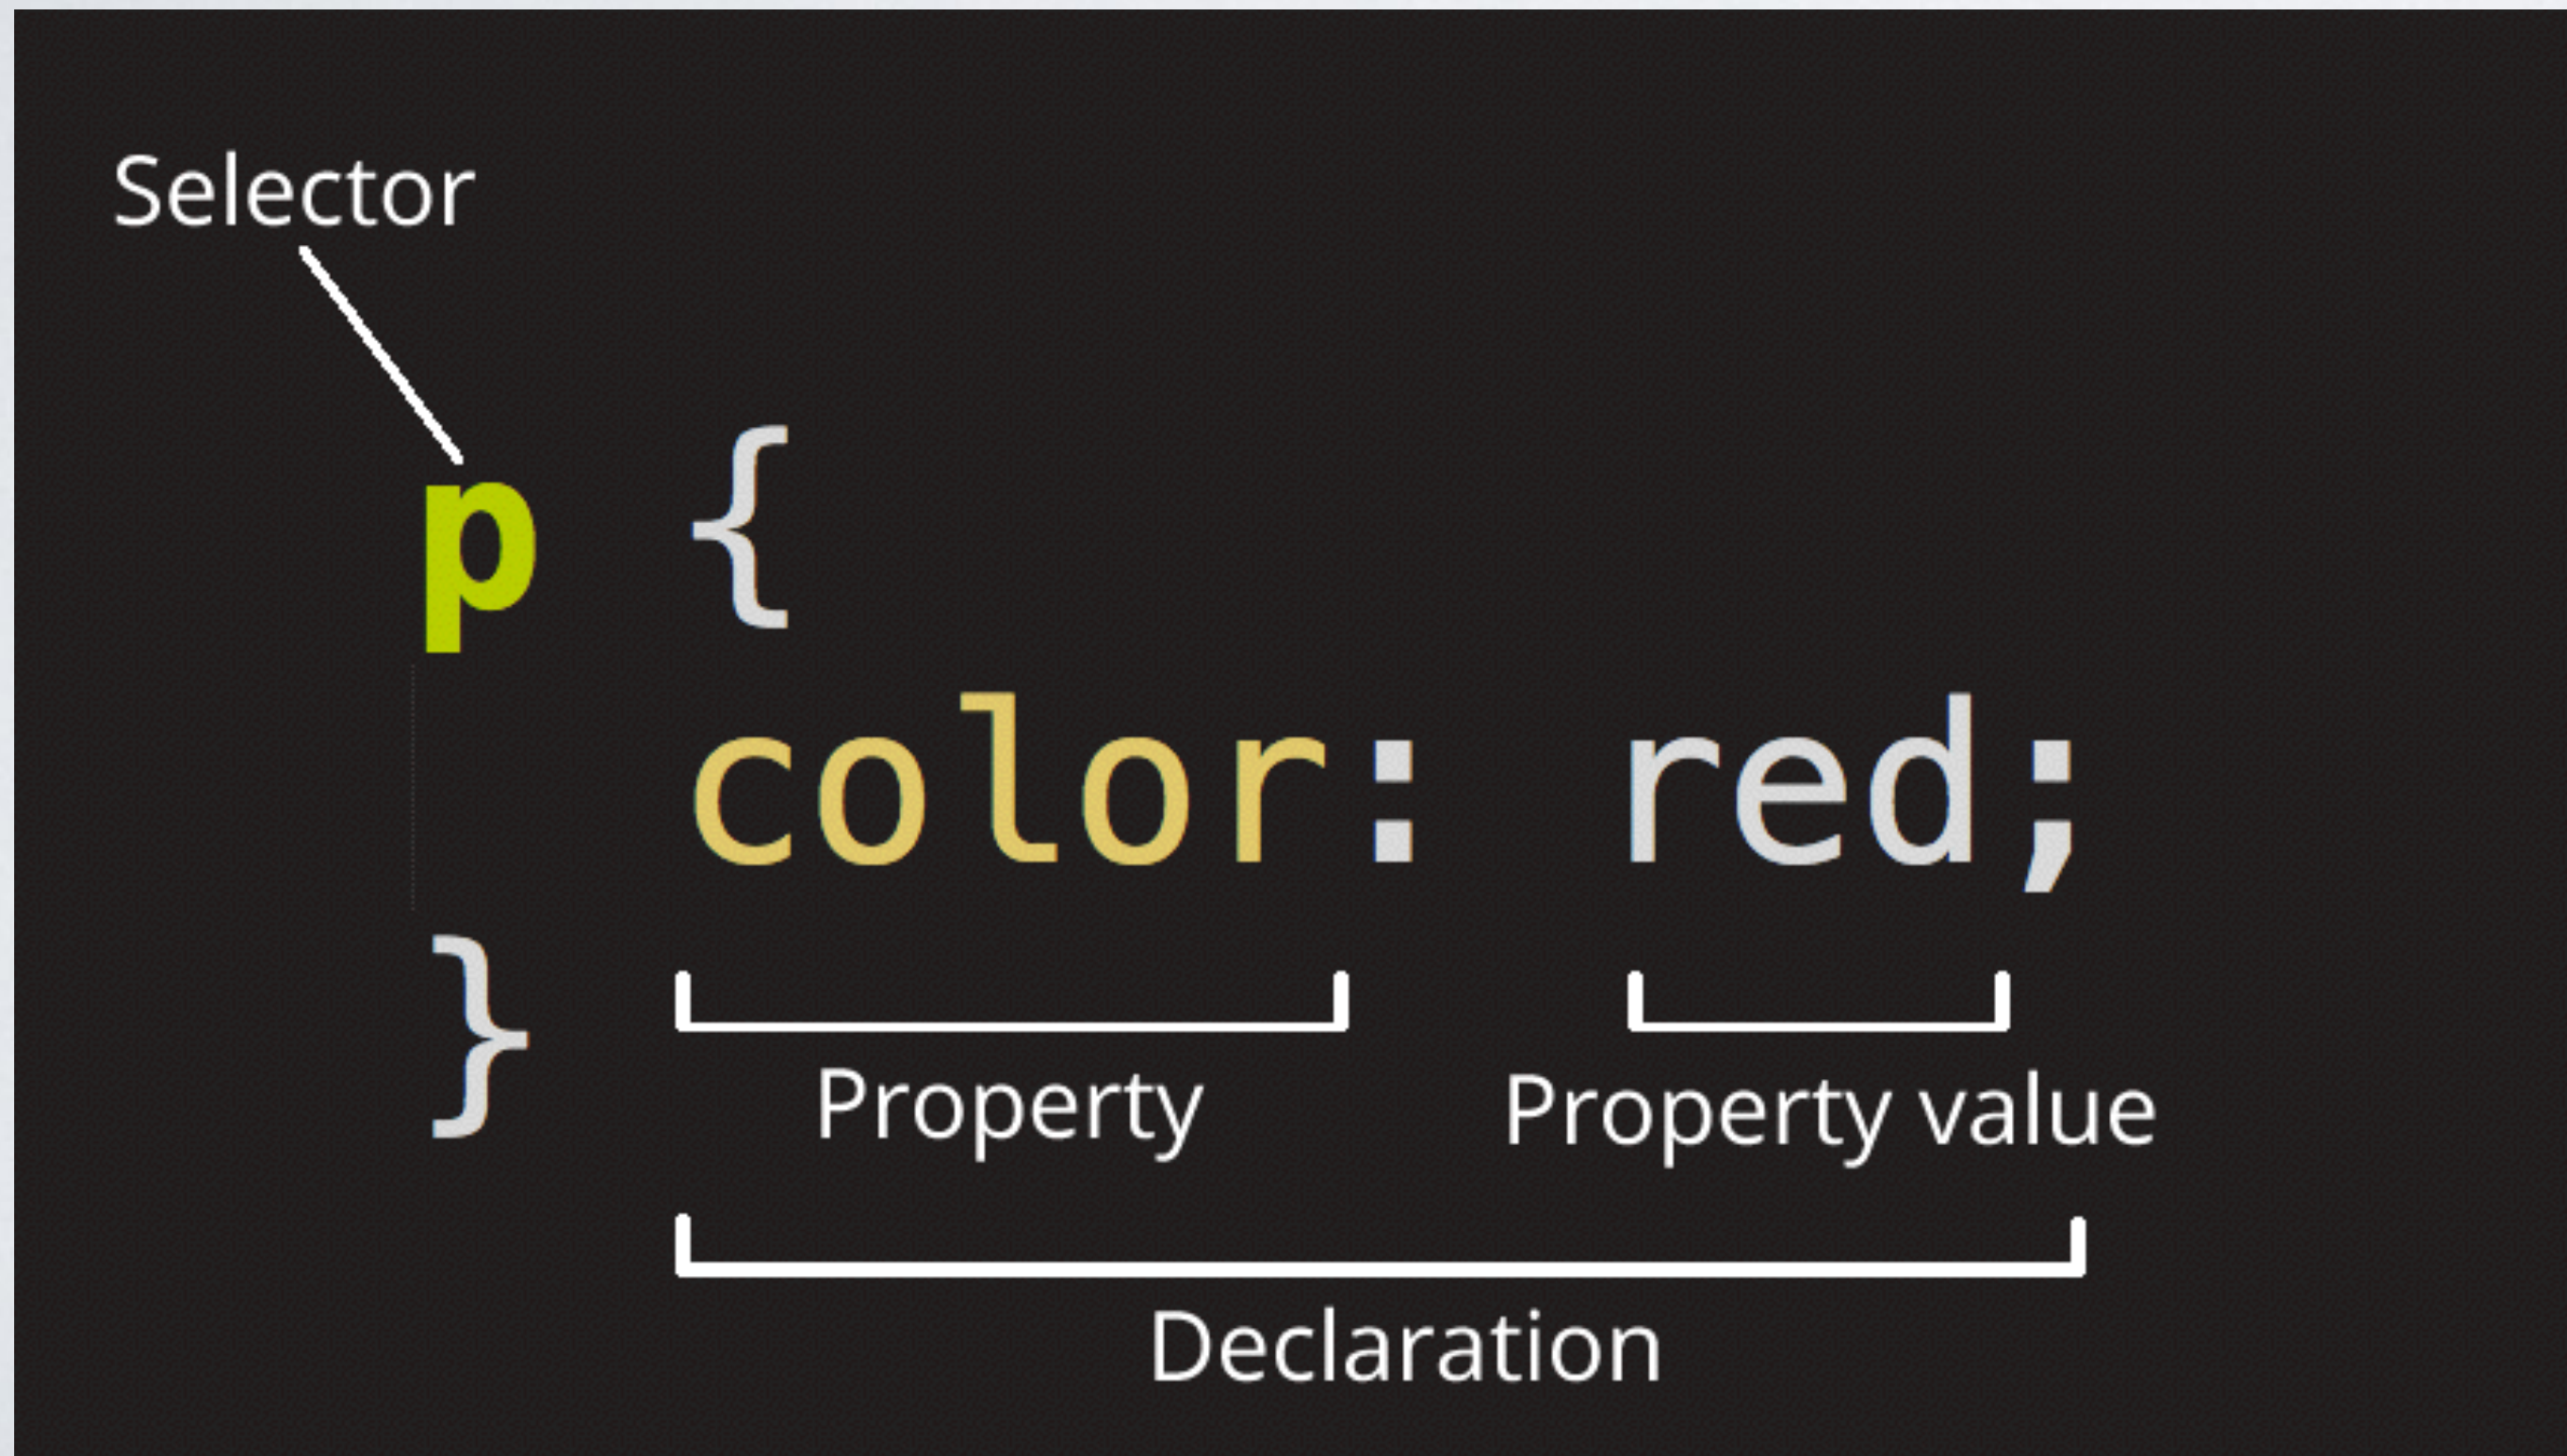 Selector
p {
color: red;
}
Property
Property value
Declaration